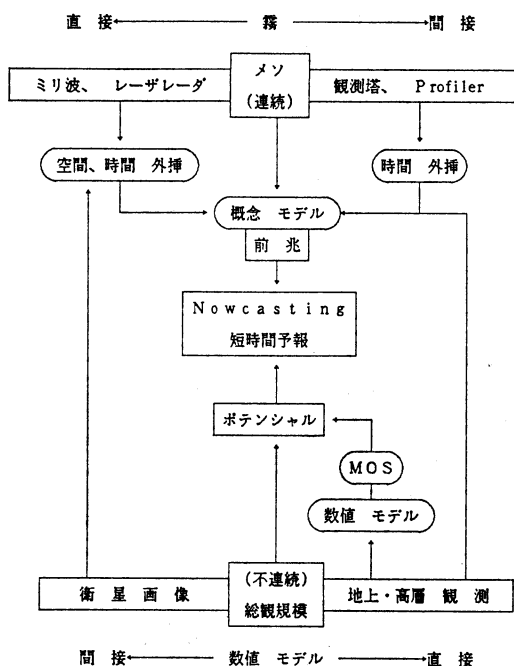 直 接 ← 霧 → 間 接
ミリ波、 レーザレーダ
メソ
(連続)
観測塔、 Profiler
空間、時間 外挿
時間 外挿
概念 モデル
前 兆
Nowcasting
短時間予報
ポテンシャル
MOS
数値 モデル
衛 星 画 像
(不連続)
総観規模
地上・高層 観 測
間 接 ← 数値 モデル → 直 接